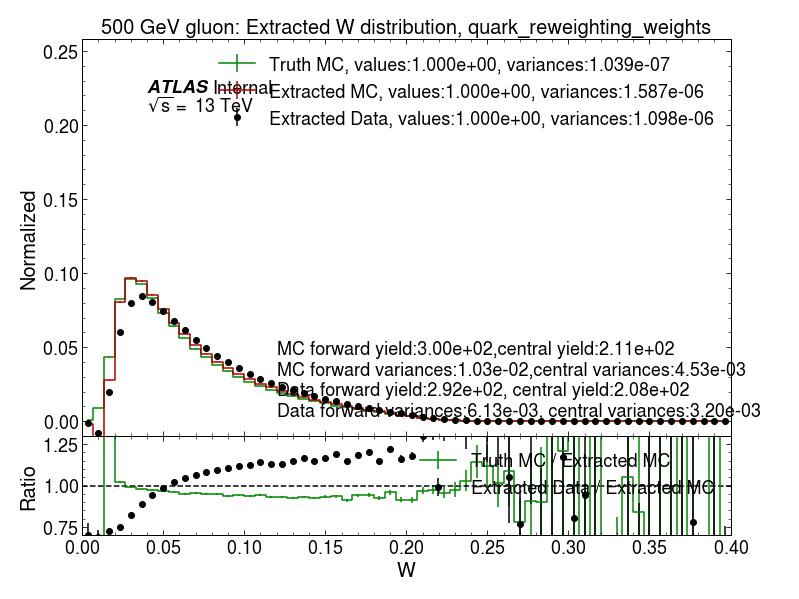 500 GeV gluon: Extracted W distribution, quark_reweighting_weights
Truth MC, values:1.000e+00, variances:1.039e-07
ATLAS Internal
Extracted MC, values:1.000e+00, variances:1.587e-06
√s = 13 TeV
Extracted Data, values:1.000e+00, variances:1.098e-06
Normalized
0.25
0.20
0.15
0.10
0.05
0.00
MC forward yield:3.00e+02,central yield:2.11e+02
MC forward variances:1.03e-02,central variances:4.53e-03
Data forward yield:2.92e+02, central yield:2.08e+02
Data forward variances:6.13e-03, central variances:3.20e-03
Ratio
1.25
1.00
0.75
Truth MC / Extracted MC
Extracted Data / Extracted MC
0.00 0.05 0.10 0.15 0.20 0.25 0.30 0.35 0.40
W